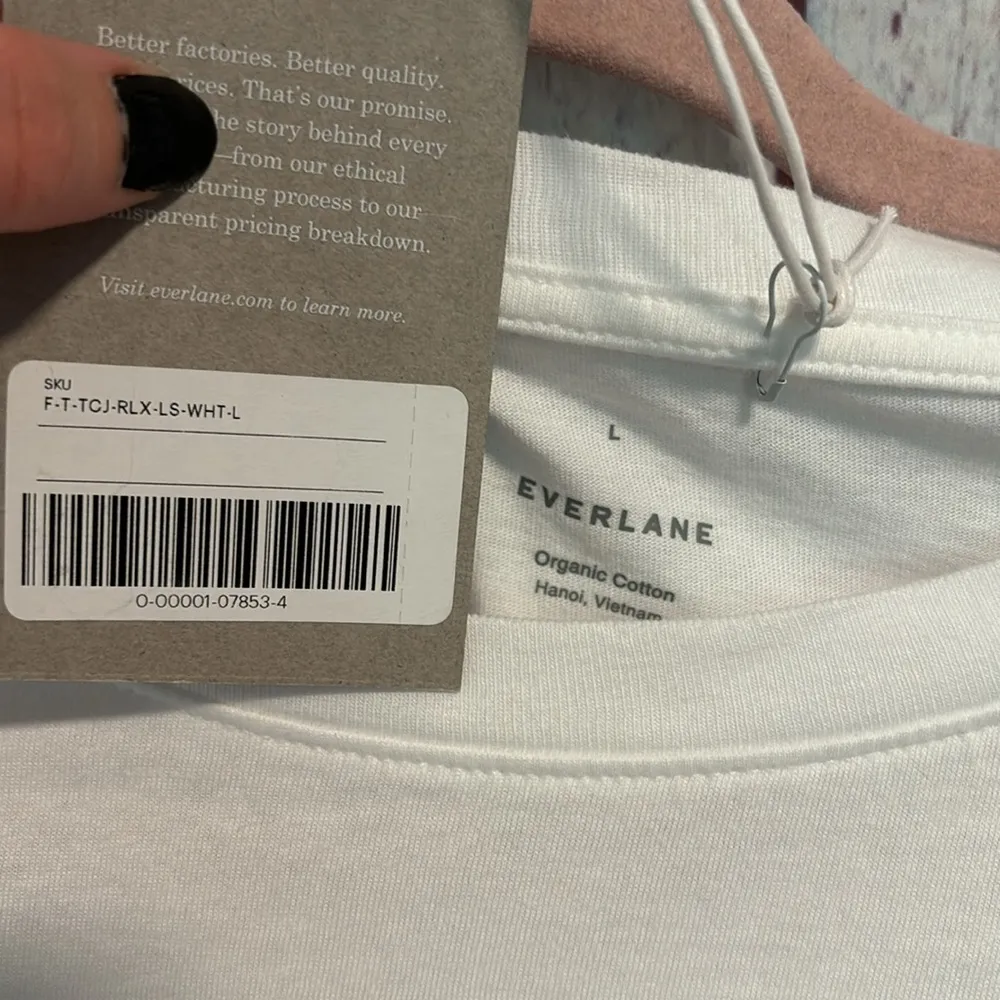 Better factories. Better quality.
That's our promise.
story behind every
—from our ethical
process to our
pricing breakdown.
Visit everlane.com to learn more.
SKU
F-T-TCJ-RLX-LS-WHT-L
0-00001-07853-4
L
EVERLANE
Organic Cotton
Hanoi, Vietnam